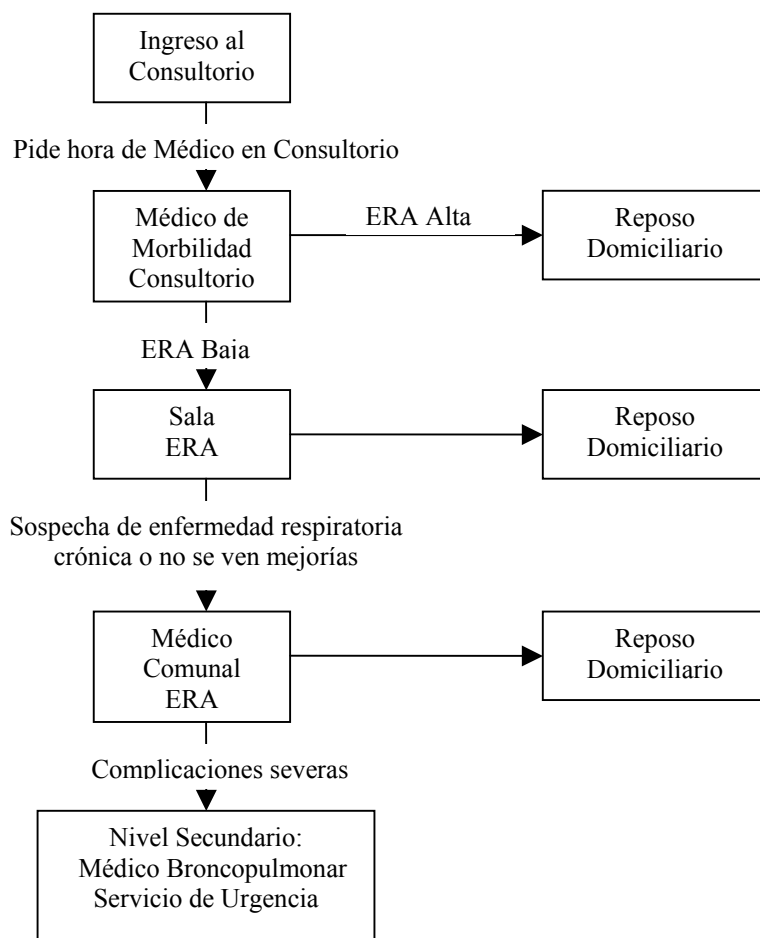 Ingreso al
Consultorio
Pide hora de Médico en Consultorio
Médico de
Morbilidad
Consultorio
ERA Alta
Reposo
Domiciliario
ERA Baja
Sala
ERA
Reposo
Domiciliario
Sospecha de enfermedad respiratoria
crónica o no se ven mejorías
Médico
Comunal
ERA
Reposo
Domiciliario
Complicaciones severas
Nivel Secundario:
Médico Broncopulmonar
Servicio de Urgencia